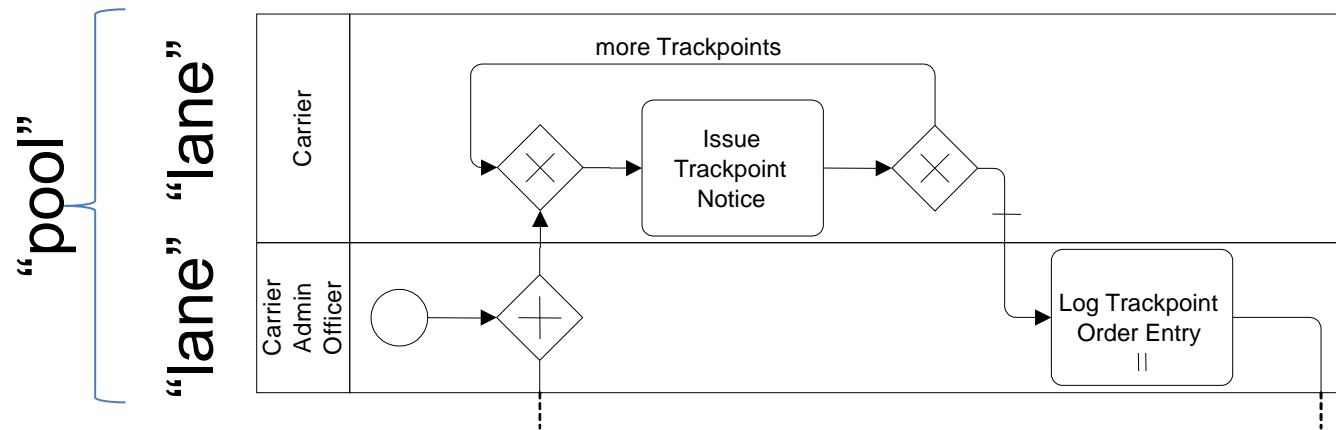 “pool”
“lane”
“lane”
Carrier
Carrier
Admin
Officer
more Trackpoints
Issue
Trackpoint
Notice
Log Trackpoint
Order Entry